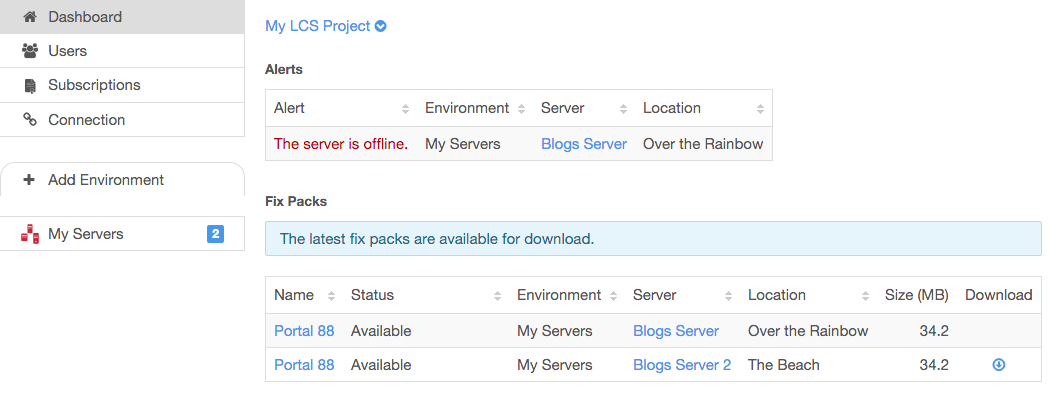 Dashboard
Users
Subscriptions
Connection
Add Environment
My Servers 2
My LCS Project
Alerts
Alert Environment Server Location
The server is offline. My Servers Blogs Server Over the Rainbow
Fix Packs
The latest fix packs are available for download.
Name Status Environment Server Location Size (MB) Download
Portal 88 Available My Servers Blogs Server Over the Rainbow 34.2
Portal 88 Available My Servers Blogs Server 2 The Beach 34.2